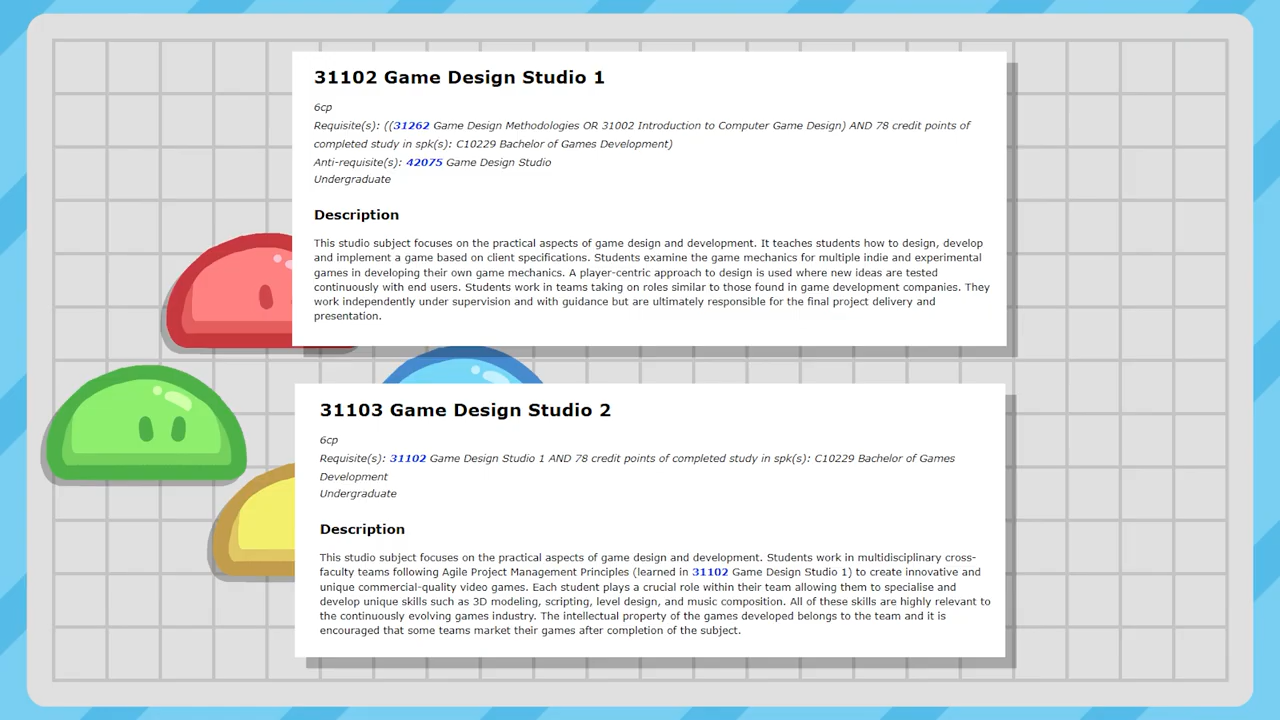 31102 Game Design Studio 1
6cp
Requisite(s): ((31262 Game Design Methodologies OR 31002 Introduction to Computer Game Design) AND 78 credit points of
completed study in spk(s): C10229 Bachelor of Games Development)
Anti-requisite(s): 42075 Game Design Studio
Undergraduate
Description
This studio subject focuses on the practical aspects of game design and development. It teaches students how to design, develop
and implement a game based on client specifications. Students examine the game mechanics for multiple indie and experimental
games in developing their own game mechanics. A player-centric approach to design is used where new ideas are tested
continuously with end users. Students work in teams taking on roles similar to those found in game development companies. They
work independently under supervision and with guidance but are ultimately responsible for the final project delivery and
presentation.
31103 Game Design Studio 2
6cp
Requisite(s): 31102 Game Design Studio 1 AND 78 credit points of completed study in spk(s): C10229 Bachelor of Games
Development
Undergraduate
Description
This studio subject focuses on the practical aspects of game design and development. Students work in multidisciplinary cross-
faculty teams following Agile Project Management Principles (learned in 31102 Game Design Studio 1) to create innovative and
unique commercial-quality video games. Each student plays a crucial role within their team allowing them to specialise and
develop unique skills such as 3D modeling, scripting, level design, and music composition. All of these skills are highly relevant to
the continuously evolving games industry. The intellectual property of the games developed belongs to the team and it is
encouraged that some teams market their games after completion of the subject.